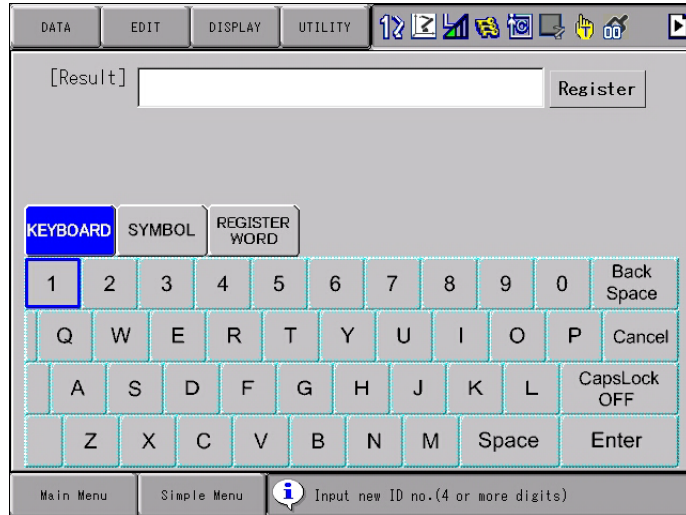 DATA EDIT DISPLAY UTILITY
[Result] Register
KEYBOARD SYMBOL REGISTER WORD
1 2 3 4 5 6 7 8 9 0 Back Space
Q W E R T Y U I O P Cancel
A S D F G H J K L CapsLock OFF
Z X C V B N M Space Enter
Main Menu Simple Menu Input new ID no.(4 or more digits)